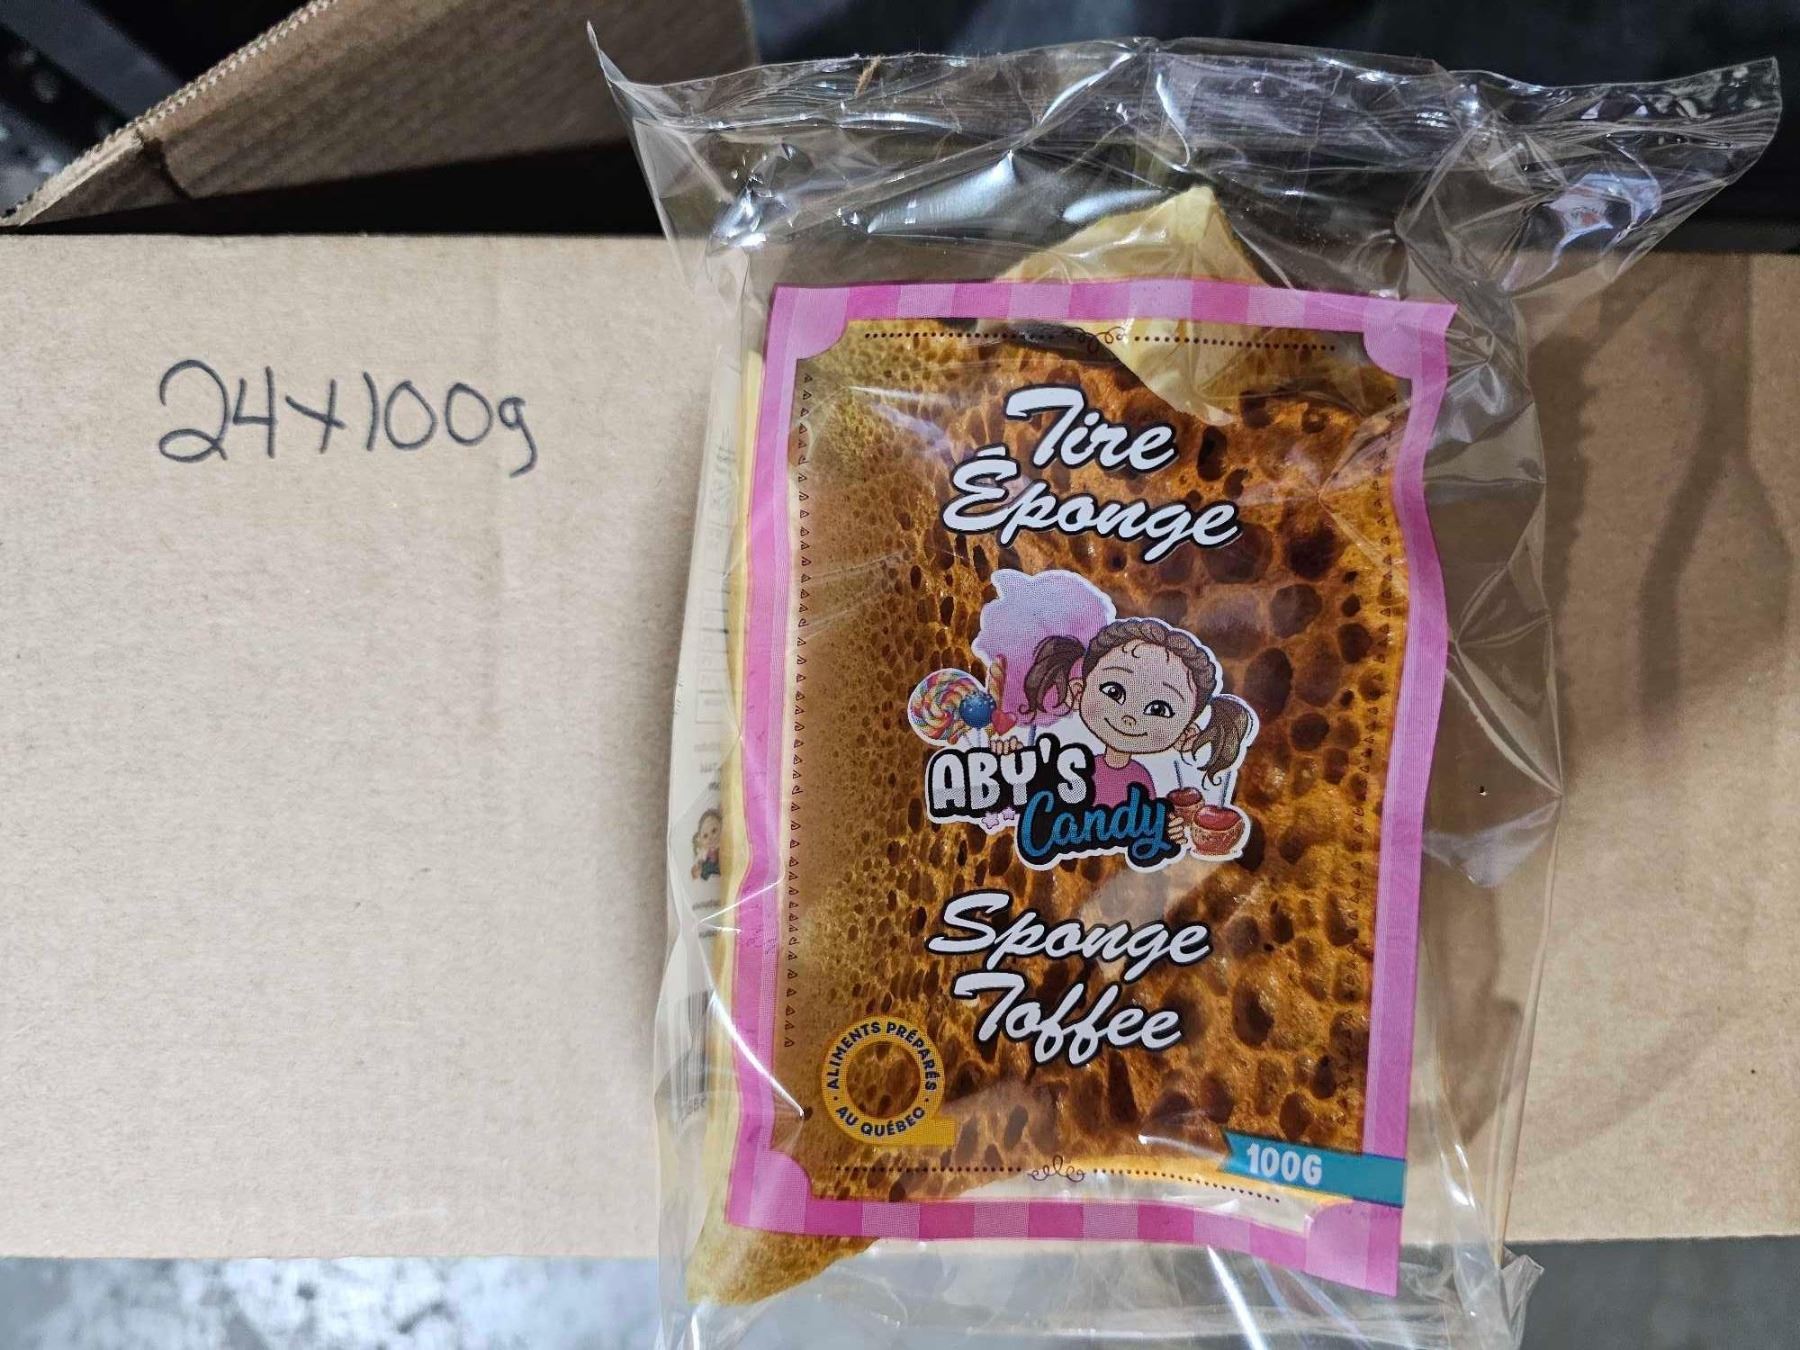 24x100g
Tire
Éponge
ABY'S
Candy
Sponge
Toffee
ALIMENTS PRÉPARÉS
AU QUÉBEC
100G